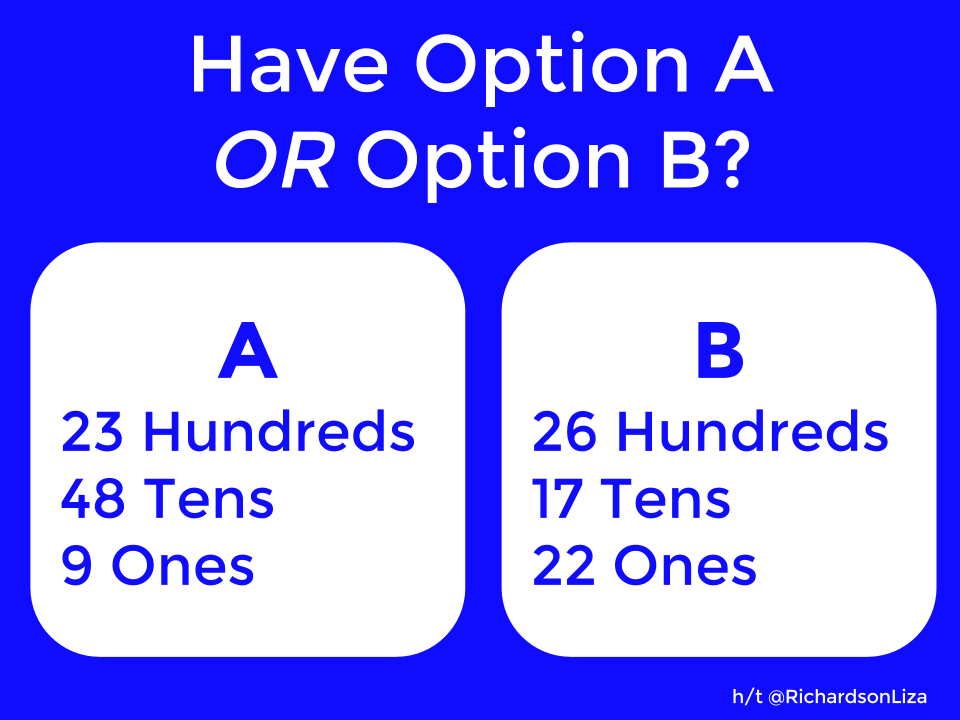 Have Option A
OR Option B?
A
23 Hundreds
48 Tens
9 Ones
B
26 Hundreds
17 Tens
22 Ones
h/t @RichardsonLiza